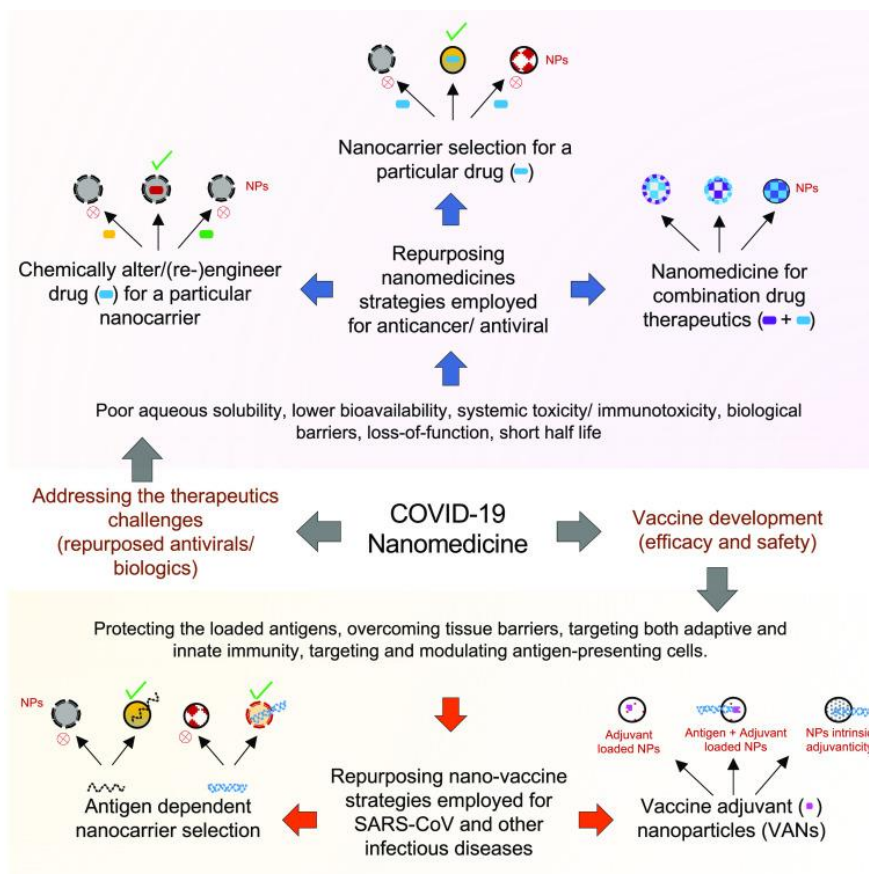 NPs
Nanocarrier selection for a
particular drug ( )
NPs
Chemically alter/(re-)engineer
drug ( ) for a particular
nanocarrier
Repurposing
nanomedicines
strategies employed
for anticancer/ antiviral
NPs
Nanomedicine for
combination drug
therapeutics ( + )
Poor aqueous solubility, lower bioavailability, systemic toxicity/ immunotoxicity, biological
barriers, loss-of-function, short half life
Addressing the therapeutics
challenges
(repurposed antivirals/
biologics)
COVID-19
Nanomedicine
Vaccine development
(efficacy and safety)
Protecting the loaded antigens, overcoming tissue barriers, targeting both adaptive and
innate immunity, targeting and modulating antigen-presenting cells.
NPs
Antigen dependent
nanocarrier selection
Repurposing nano-vaccine
strategies employed for
SARS-CoV and other
infectious diseases
Adjuvant
loaded NPs
Antigen + Adjuvant
loaded NPs
NPs intrinsic
adjuvanticity
Vaccine adjuvant ( )
nanoparticles (VANs)